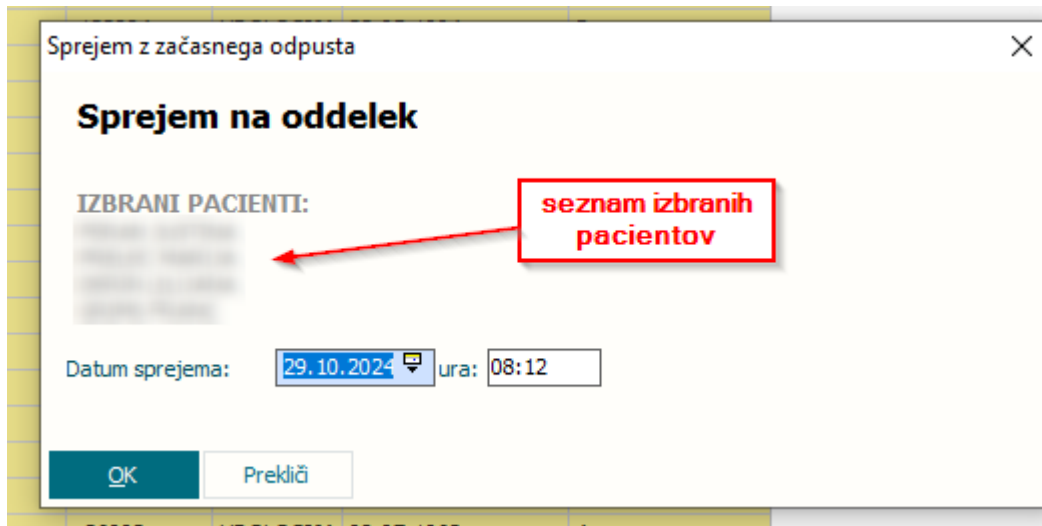 Sprejem z začasnega odpusta
Sprejem na oddelek
IZBRANI PACIENTI:
seznam izbranih
pacientov
Datum sprejema: 29.10.2024 ura: 08:12
OK Prekliči